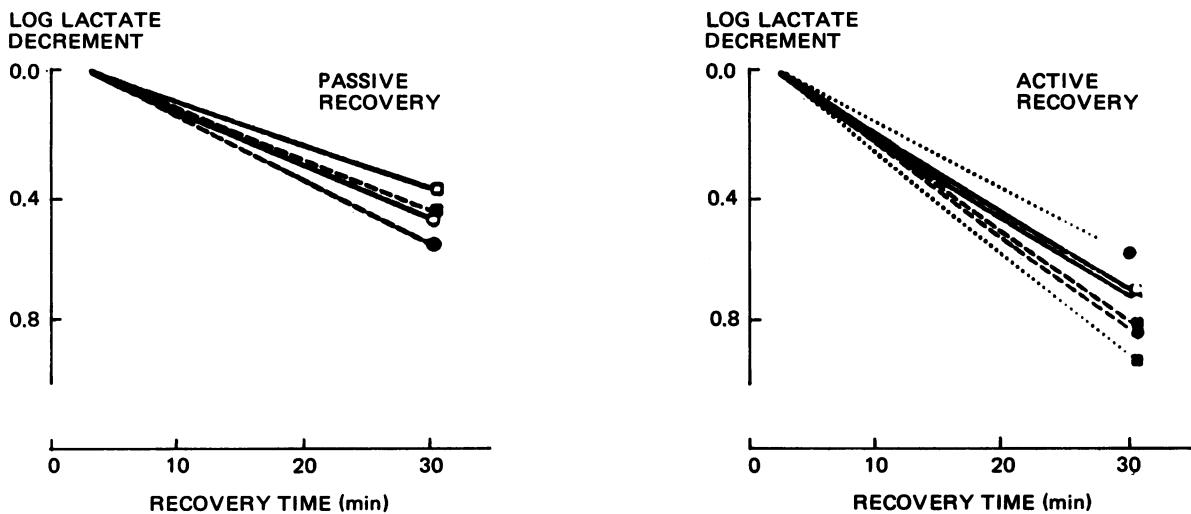 LOG LACTATE
DECREMENT
0.0
0.4
0.8
PASSIVE
RECOVERY
0 10 20 30
RECOVERY TIME (min)
LOG LACTATE
DECREMENT
0.0
0.4
0.8
ACTIVE
RECOVERY
0 10 20 30
RECOVERY TIME (min)